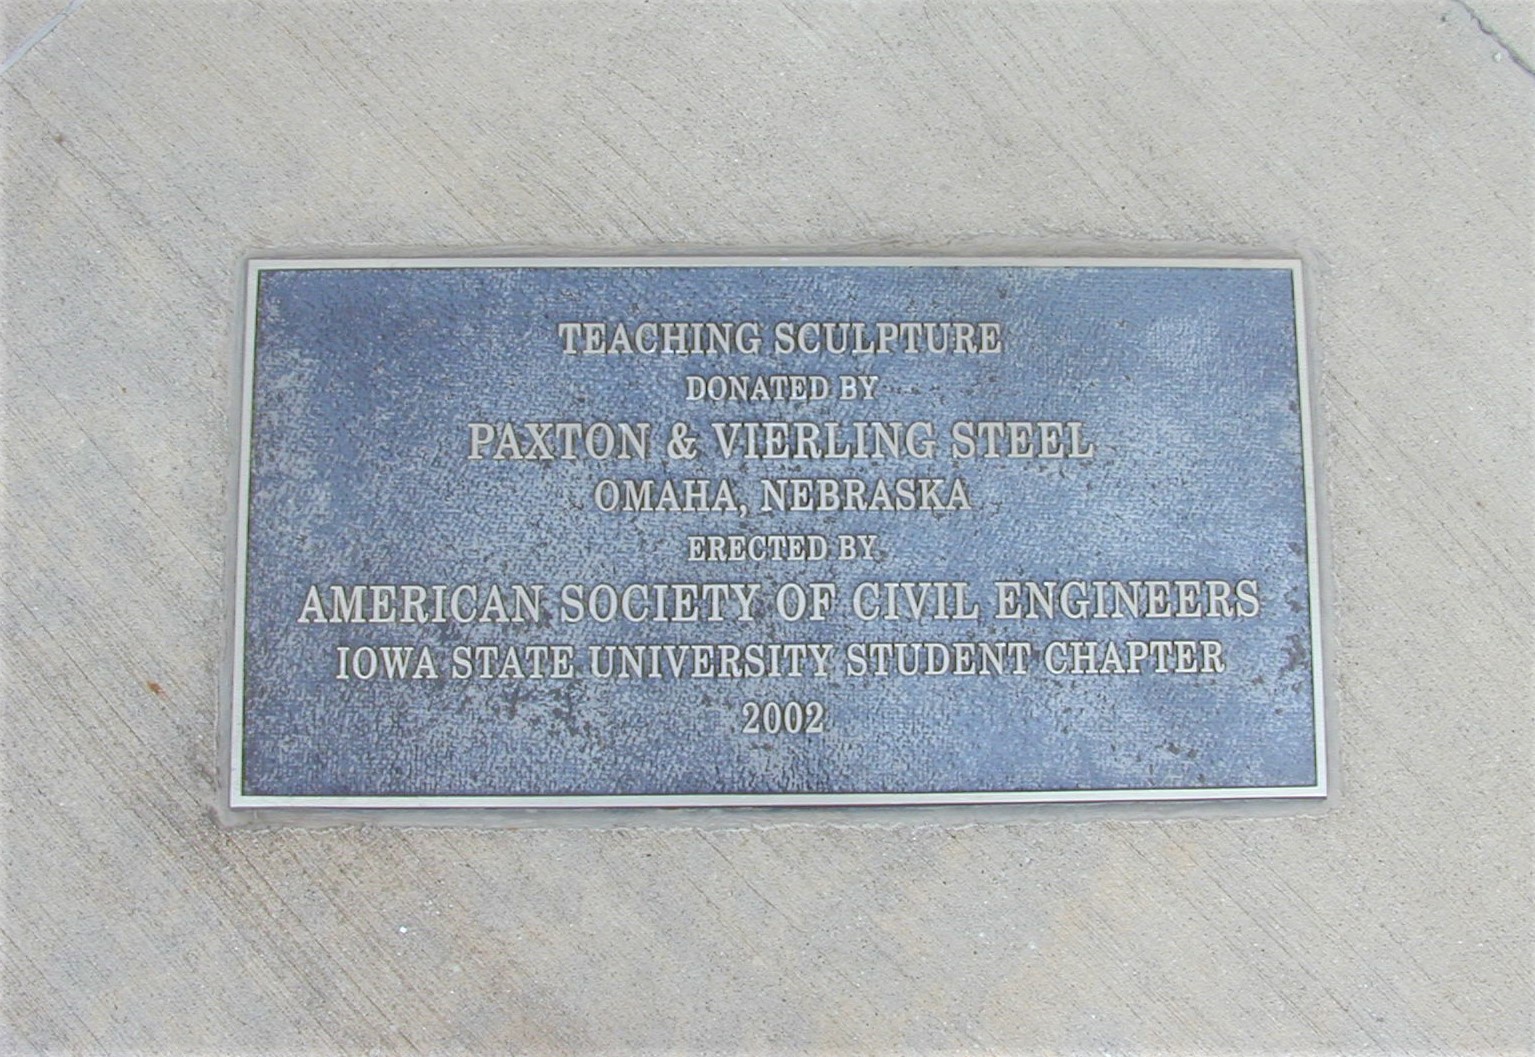 TEACHING SCULPTURE
DONATED BY
PAXTON & VIERLING STEEL
OMAHA, NEBRASKA
ERECTED BY
AMERICAN SOCIETY OF CIVIL ENGINEERS
IOWA STATE UNIVERSITY STUDENT CHAPTER
2002